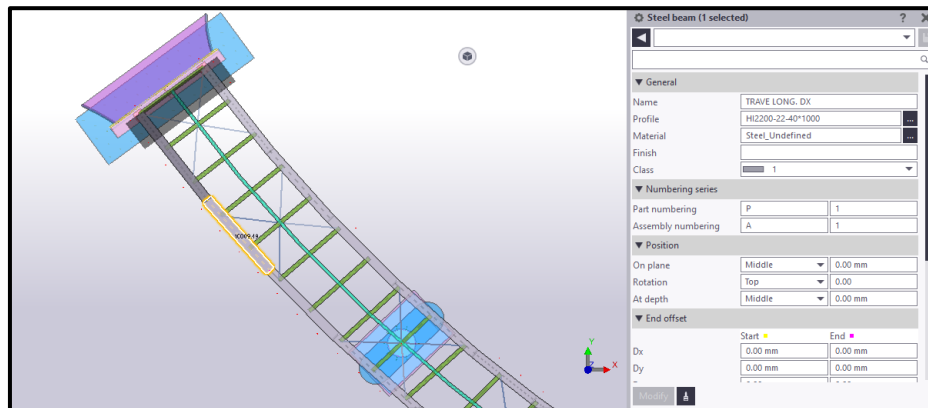 Steel beam (1 selected) ? X
General
Name TRAVE LONG. DX
Profile HI2200-22-40*1000 ...
Material Steel_Undefined ...
Finish
Class 1
Numbering series
Part numbering P 1
Assembly numbering A 1
Position
On plane Middle 0.00 mm
Rotation Top 0.00
At depth Middle 0.00 mm
End offset
Start End
Dx 0.00 mm 0.00 mm
Dy 0.00 mm 0.00 mm
Modify
Y
X